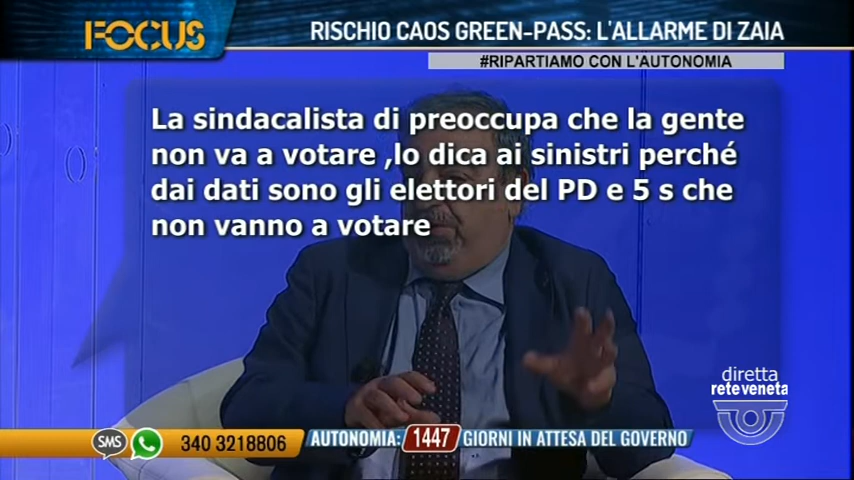 FOCUS
RISCHIO CAOS GREEN-PASS: L'ALLARME DI ZAIA
#RIPARTIAMO CON L'AUTONOMIA
La sindacalista di preoccupa che la gente
non va a votare ,lo dica ai sinistri perché
dai dati sono gli elettori del PD e 5 s che
non vanno a votare
diretta
reteveneta
SMS 340 3218806 AUTONOMIA: 1447 GIORNI IN ATTESA DEL GOVERNO